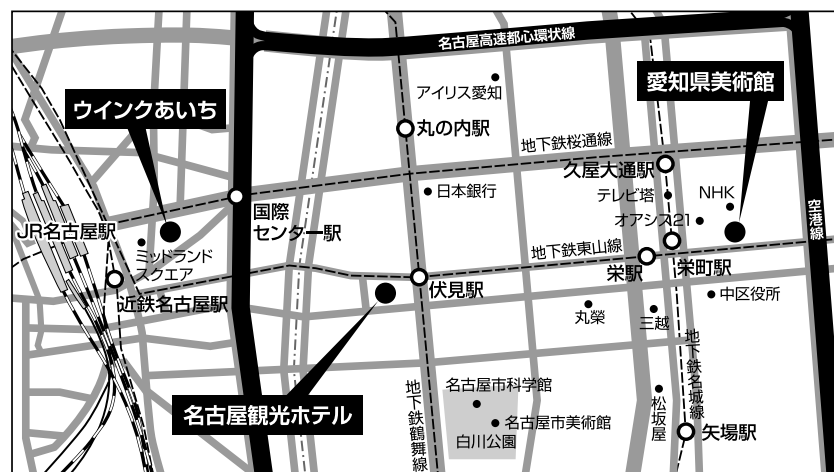 名古屋高速都心環状線
愛知県美術館
アイリス愛知
ウインクあいち
丸の内駅
地下鉄桜通線
久屋大通駅
日本銀行
テレビ塔
NHK
国際
センター駅
オアシス21
空港線
JR名古屋駅
ミッドランド
スクエア
地下鉄東山線
栄駅
栄町駅
近鉄名古屋駅
伏見駅
中区役所
丸榮
三越
地下鉄名城線
名古屋観光ホテル
地下鉄鶴舞線
名古屋市科学館
名古屋市美術館
白川公園
松坂屋
矢場駅